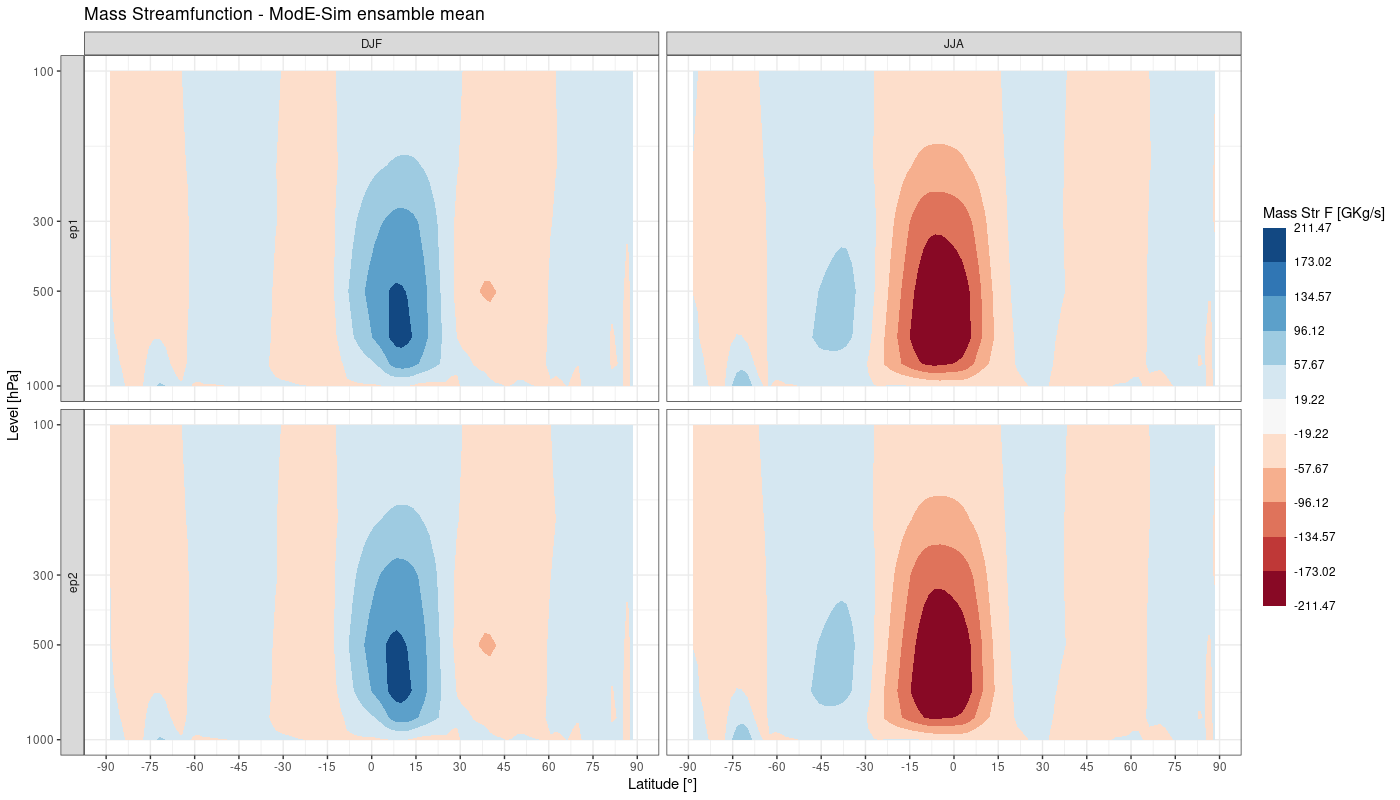 Mass Streamfunction - ModE-Sim ensamble mean
DJF
JJA
ep1
ep2
100
300
500
1000
100
300
500
1000
Level [hPa]
-90 -75 -60 -45 -30 -15 0 15 30 45 60 75 90
-90 -75 -60 -45 -30 -15 0 15 30 45 60 75 90
Latitude [°]
Mass Str F [GKg/s]
211.47
173.02
134.57
96.12
57.67
19.22
-19.22
-57.67
-96.12
-134.57
-173.02
-211.47